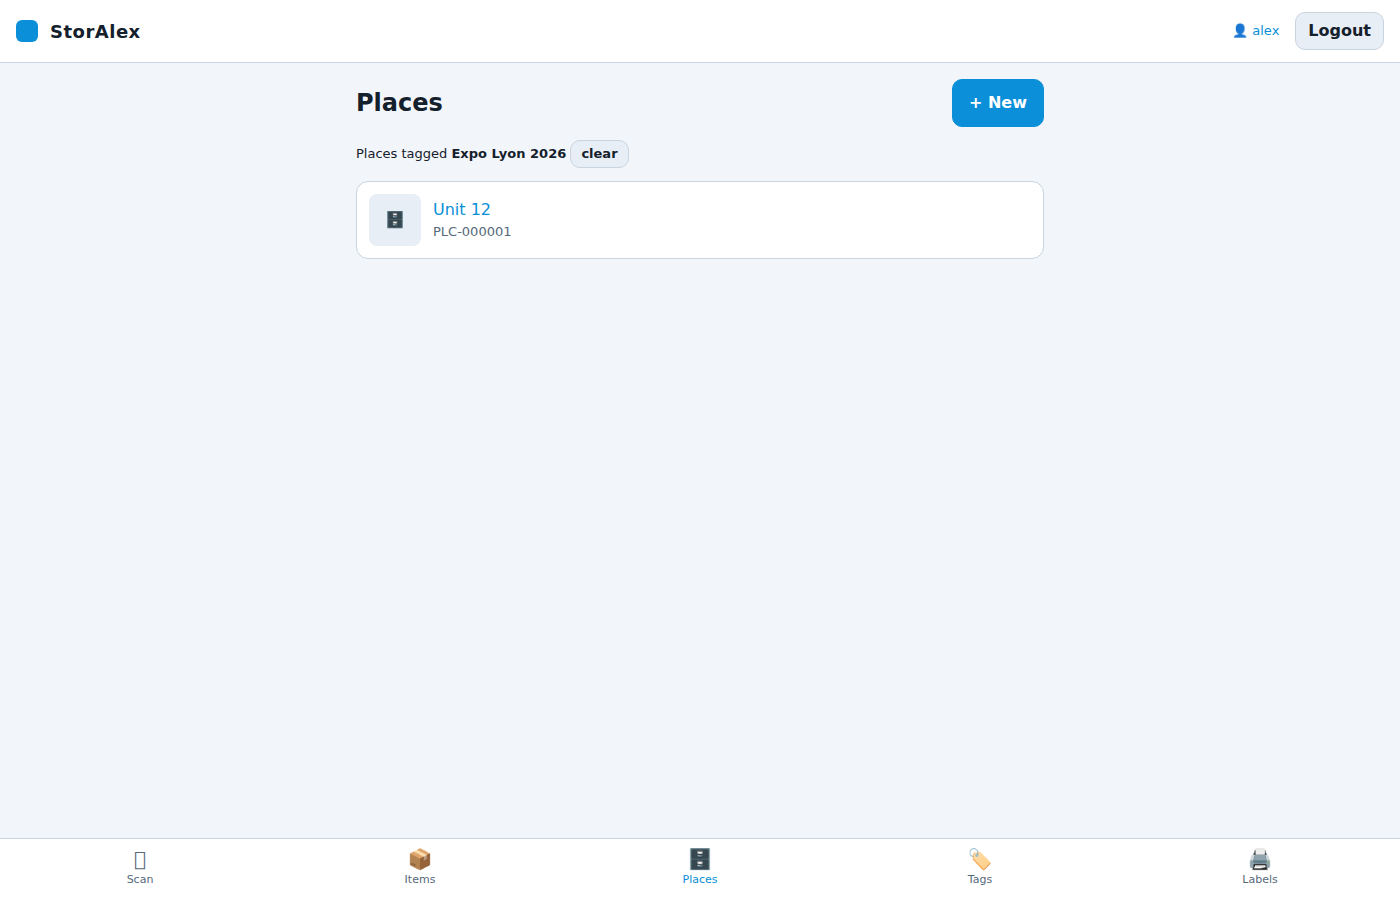 StorAlex
alex
Logout
Places
+ New
Places tagged Expo Lyon 2026 clear
Unit 12
PLC-000001
Scan
Items
Places
Tags
Labels